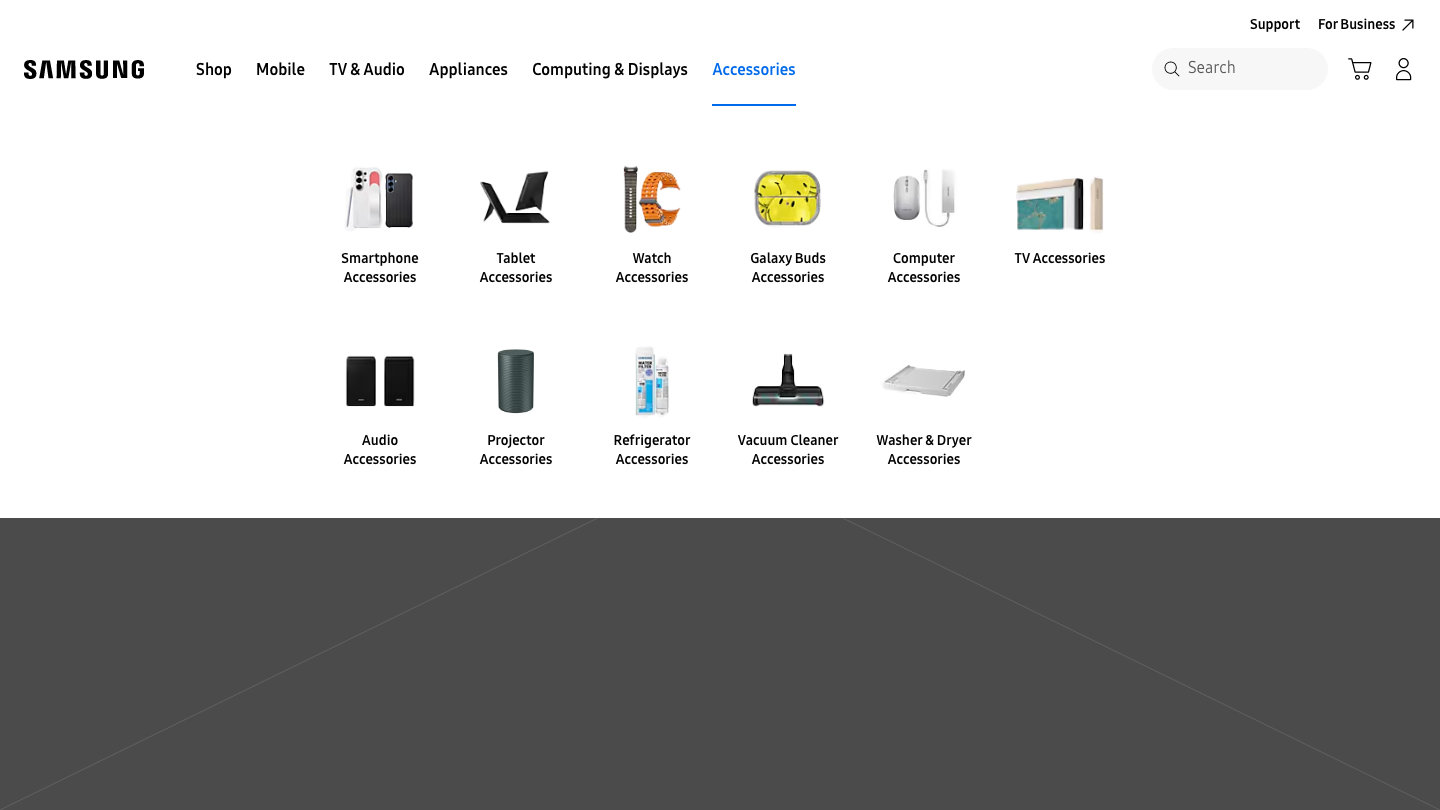 Support
For Business
SAMSUNG
Shop
Mobile
TV & Audio
Appliances
Computing & Displays
Accessories
Search
Smartphone
Accessories
Tablet
Accessories
Watch
Accessories
Galaxy Buds
Accessories
Computer
Accessories
TV Accessories
Audio
Accessories
Projector
Accessories
WATER
FILTER
Refrigerator
Accessories
Vacuum Cleaner
Accessories
Washer & Dryer
Accessories